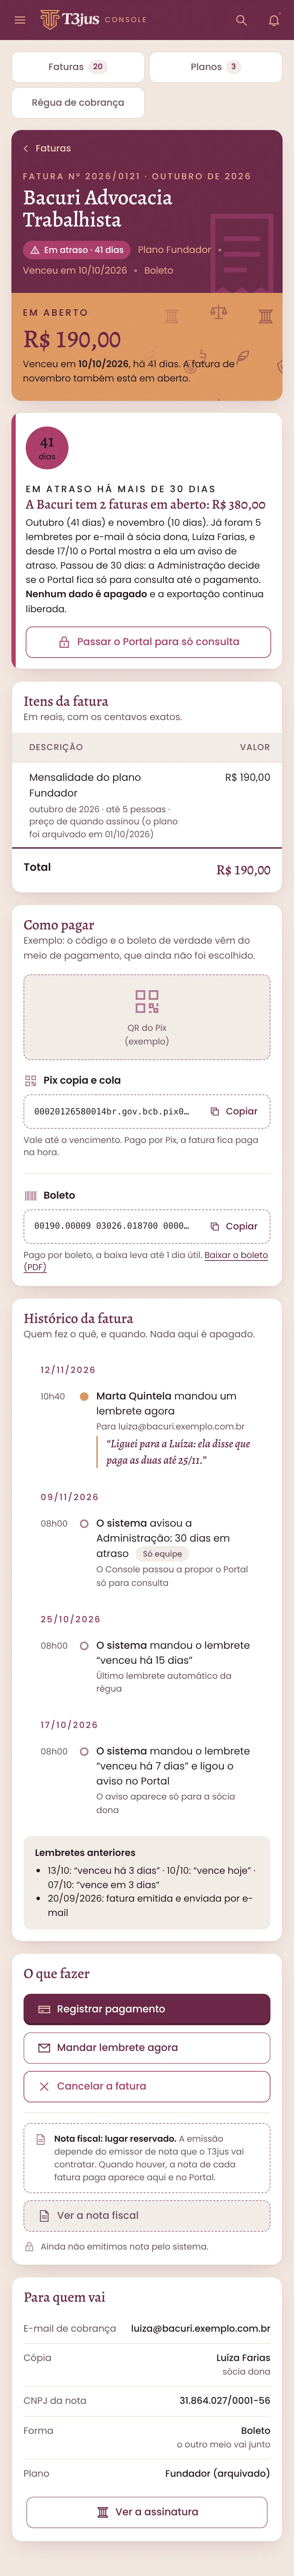 T3jus CONSOLE
Faturas 20
Planos 3
Régua de cobrança
Faturas
FATURA Nº 2026/0121 · OUTUBRO DE 2026
Bacuri Advocacia
Trabalhista
Em atraso · 41 dias
Plano Fundador
Venceu em 10/10/2026 • Boleto
EM ABERTO
R$ 190,00
Venceu em 10/10/2026, há 41 dias. A fatura de
novembro também está em aberto.
41
dias
EM ATRASO HÁ MAIS DE 30 DIAS
A Bacuri tem 2 faturas em aberto: R$ 380,00
Outubro (41 dias) e novembro (10 dias). Já foram 5
lembretes por e-mail à sócia dona, Luíza Farias, e
desde 17/10 o Portal mostra a ela um aviso de
atraso. Passou de 30 dias: a Administração decide
se o Portal fica só para consulta até o pagamento.
Nenhum dado é apagado e a exportação continua
liberada.
Passar o Portal para só consulta
Itens da fatura
Em reais, com os centavos exatos.
DESCRIÇÃO VALOR
Mensalidade do plano R$ 190,00
Fundador
outubro de 2026 · até 5 pessoas ·
preço de quando assinou (o plano
foi arquivado em 01/10/2026)
Total R$ 190,00
Como pagar
Exemplo: o código e o boleto de verdade vêm do
meio de pagamento, que ainda não foi escolhido.
QR do Pix
(exemplo)
Pix copia e cola
00020126580014br.gov.bcb.pix0… Copiar
Vale até o vencimento. Pago por Pix, a fatura fica paga
na hora.
Boleto
00190.00009 03026.018700 0000… Copiar
Pago por boleto, a baixa leva até 1 dia útil. Baixar o boleto
(PDF)
Histórico da fatura
Quem fez o quê, e quando. Nada aqui é apagado.
12/11/2026
10h40 Marta Quintela mandou um
lembrete agora
Para luiza@bacuri.exemplo.com.br
“Liguei para a Luíza: ela disse que
paga as duas até 25/11.”
09/11/2026
08h00 O sistema avisou a
Administração: 30 dias em
atraso Só equipe
O Console passou a propor o Portal
só para consulta
25/10/2026
08h00 O sistema mandou o lembrete
“venceu há 15 dias”
Último lembrete automático da
régua
17/10/2026
08h00 O sistema mandou o lembrete
“venceu há 7 dias” e ligou o
aviso no Portal
O aviso aparece só para a sócia
dona
Lembretes anteriores
• 13/10: “venceu há 3 dias” · 10/10: “vence hoje” ·
07/10: “vence em 3 dias”
• 20/09/2026: fatura emitida e enviada por e-
mail
O que fazer
Registrar pagamento
Mandar lembrete agora
Cancelar a fatura
Nota fiscal: lugar reservado. A emissão
depende do emissor de nota que o T3jus vai
contratar. Quando houver, a nota de cada
fatura paga aparece aqui e no Portal.
Ver a nota fiscal
Ainda não emitimos nota pelo sistema.
Para quem vai
E-mail de cobrança luiza@bacuri.exemplo.com.br
Cópia Luíza Farias
sócia dona
CNPJ da nota 31.864.027/0001-56
Forma Boleto
o outro meio vai junto
Plano Fundador (arquivado)
Ver a assinatura